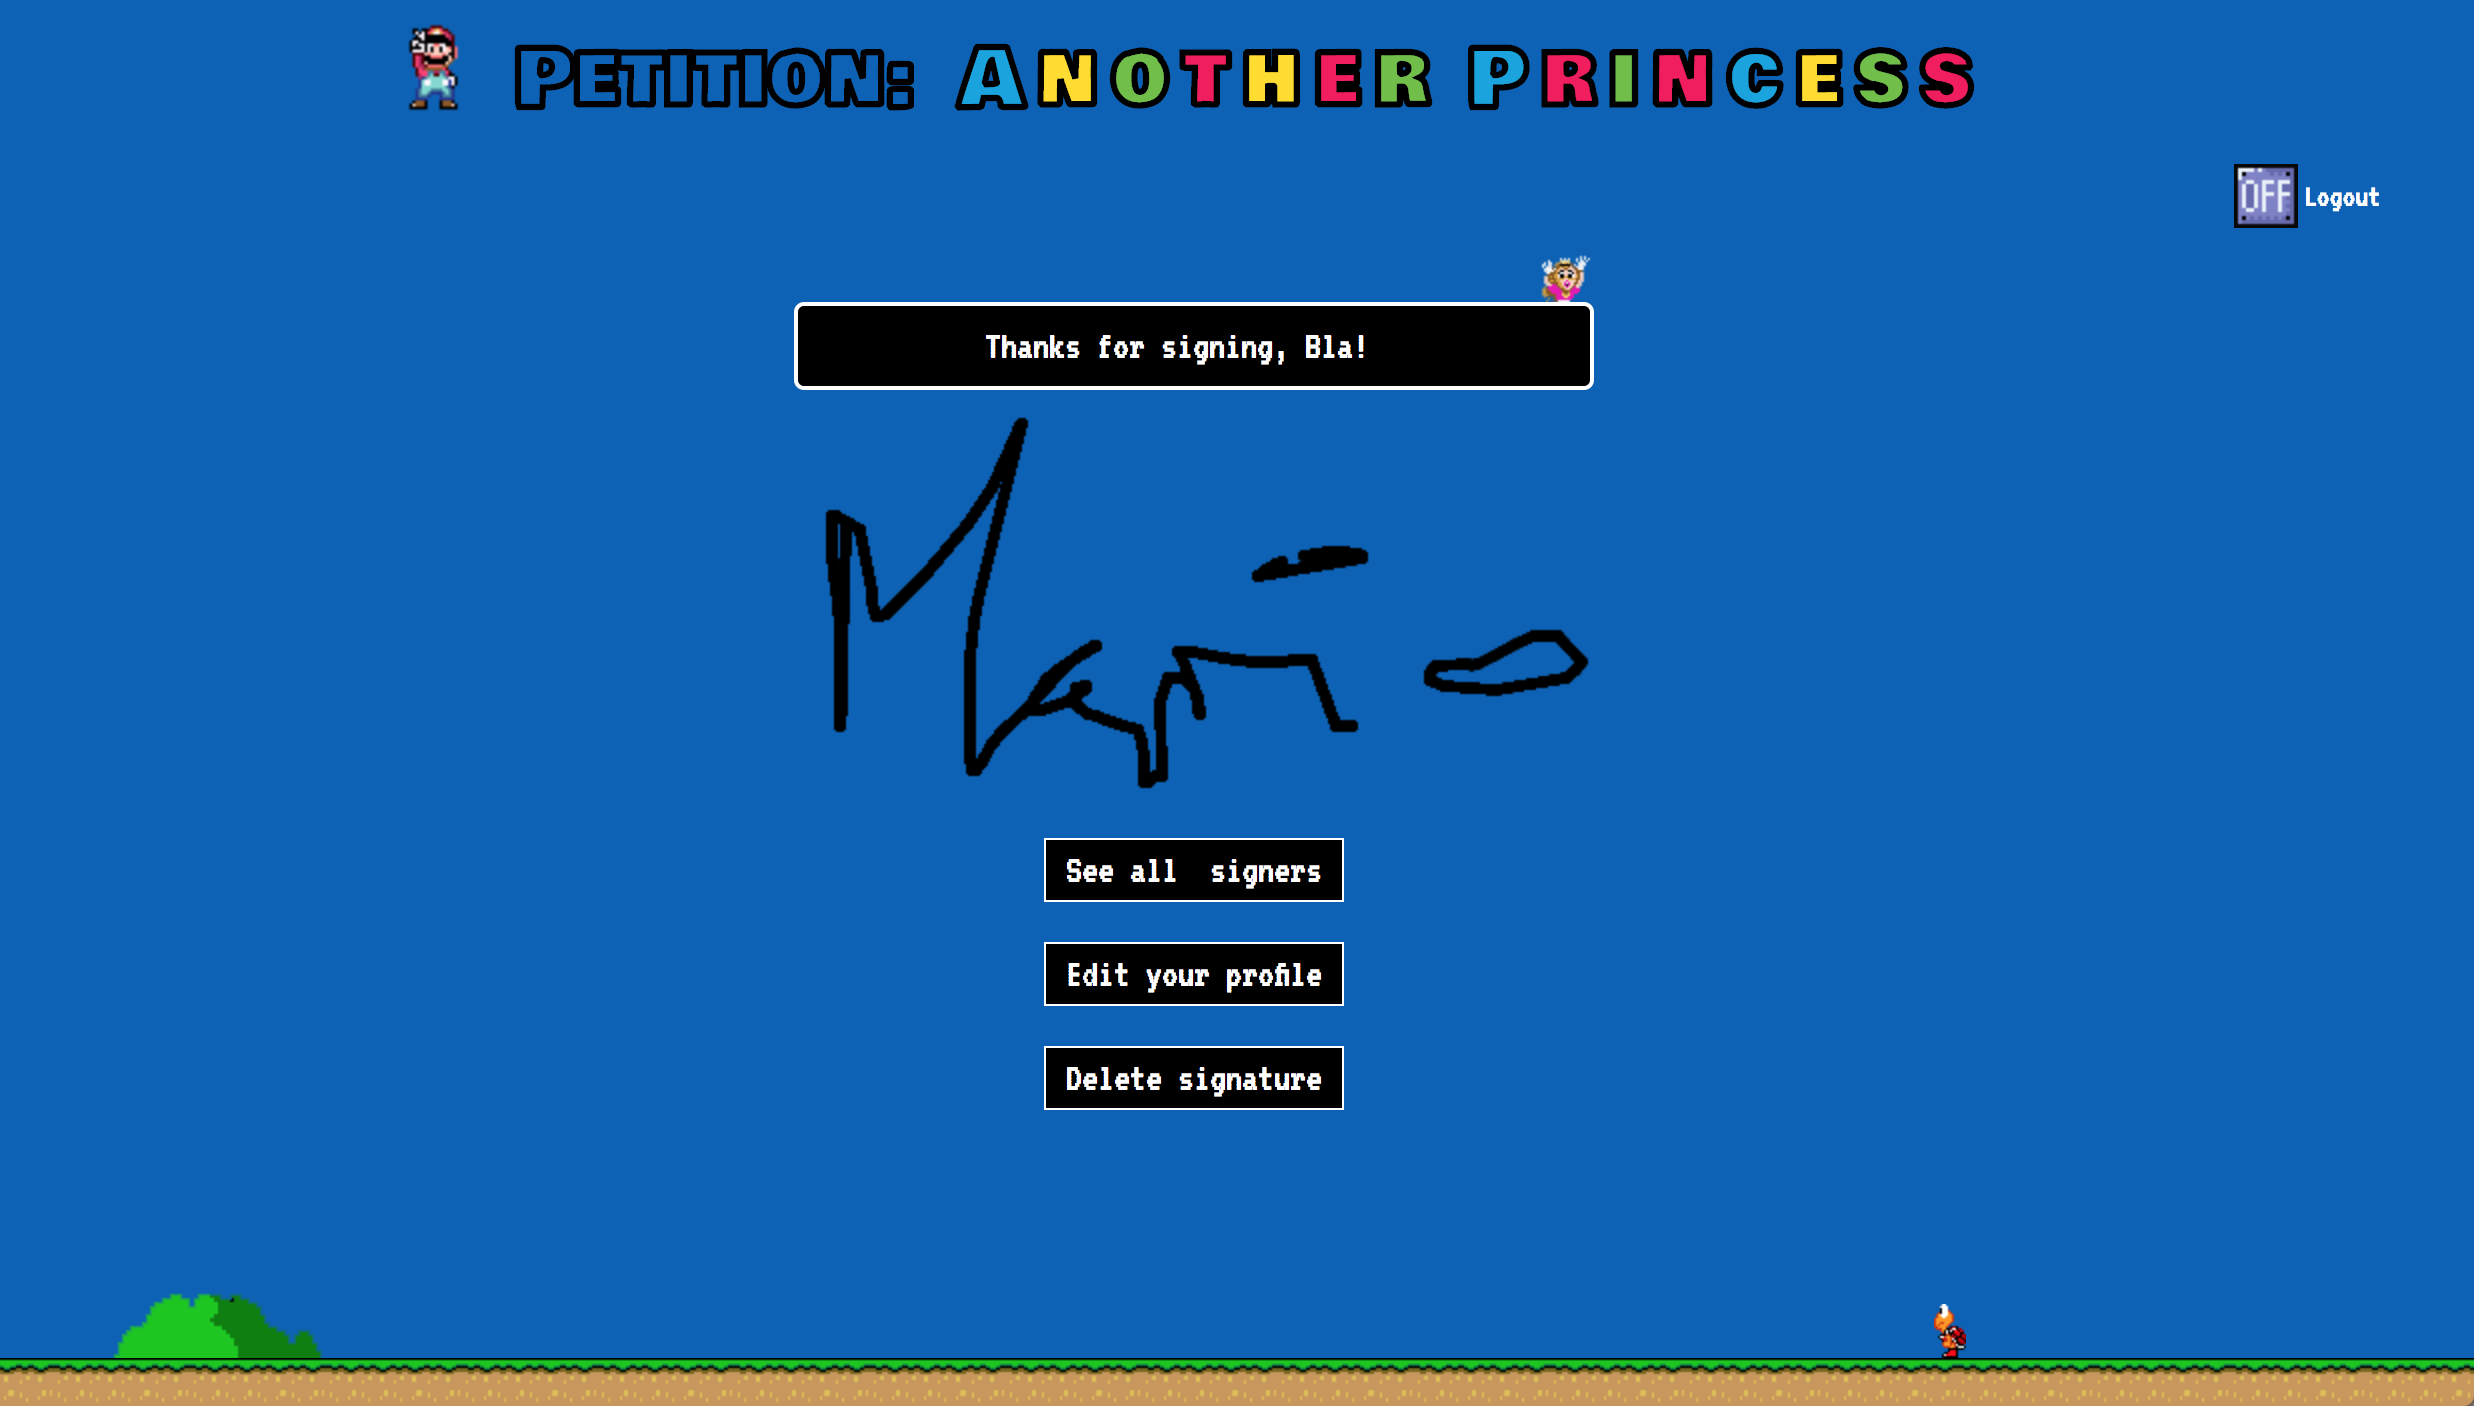 PETITION: ANOTHER PRINCESS
OFF Logout
Thanks for signing, Bla!
Mario
See all signers
Edit your profile
Delete signature